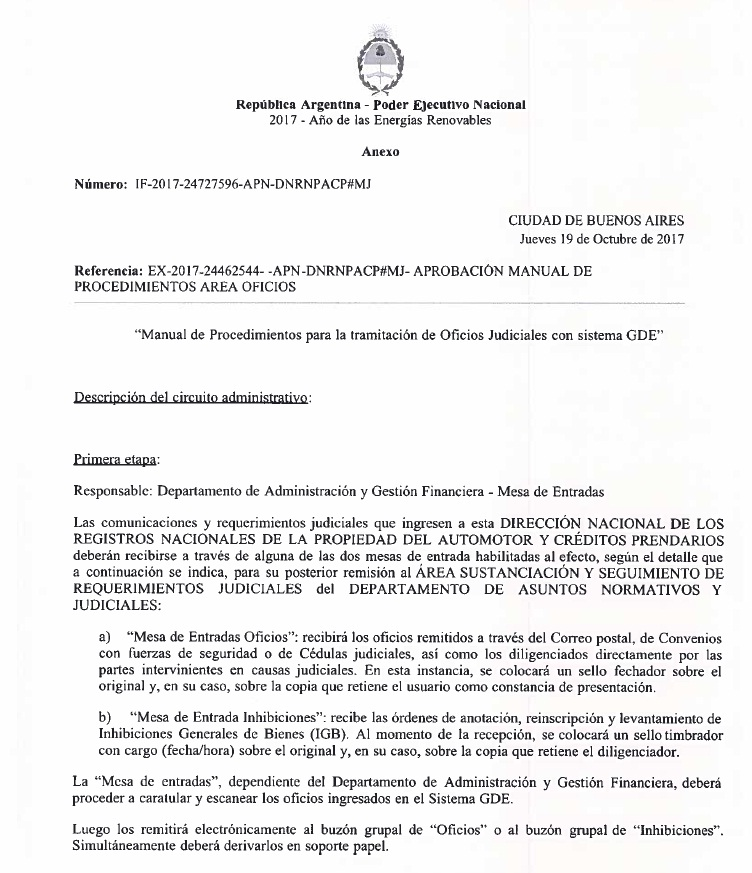 República Argentina - Poder Ejecutivo Nacional
2017 - Año de las Energías Renovables
Anexo
Número: IF-2017-24727596-APN-DNRNPACP#MJ
CIUDAD DE BUENOS AIRES
Jueves 19 de Octubre de 2017
Referencia: EX-2017-24462544- -APN-DNRNPACP#MJ- APROBACIÓN MANUAL DE
PROCEDIMIENTOS AREA OFICIOS
“Manual de Procedimientos para la tramitación de Oficios Judiciales con sistema GDE”
Descripción del circuito administrativo:
Primera etapa:
Responsable: Departamento de Administración y Gestión Financiera - Mesa de Entradas
Las comunicaciones y requerimientos judiciales que ingresen a esta DIRECCIÓN NACIONAL DE LOS
REGISTROS NACIONALES DE LA PROPIEDAD DEL AUTOMOTOR Y CRÉDITOS PRENDARIOS
deberán recibirse a través de alguna de las dos mesas de entrada habilitadas al efecto, según el detalle que
a continuación se indica, para su posterior remisión al ÁREA SUSTANCIACIÓN Y SEGUIMIENTO DE
REQUERIMIENTOS JUDICIALES del DEPARTAMENTO DE ASUNTOS NORMATIVOS Y
JUDICIALES:
a) “Mesa de Entradas Oficios”: recibirá los oficios remitidos a través del Correo postal, de Convenios
con fuerzas de seguridad o de Cédulas judiciales, así como los diligenciados directamente por las
partes intervinientes en causas judiciales. En esta instancia, se colocará un sello fechador sobre el
original y, en su caso, sobre la copia que retiene el usuario como constancia de presentación.
b) “Mesa de Entrada Inhibiciones”: recibe las órdenes de anotación, reinscripción y levantamiento de
Inhibiciones Generales de Bienes (IGB). Al momento de la recepción, se colocará un sello timbrador
con cargo (fecha/hora) sobre el original y, en su caso, sobre la copia que retiene el diligenciador.
La “Mesa de entradas”, dependiente del Departamento de Administración y Gestión Financiera, deberá
proceder a caratular y escanear los oficios ingresados en el Sistema GDE.
Luego los remitirá electrónicamente al buzón grupal de “Oficios” o al buzón grupal de “Inhibiciones”.
Simultáneamente deberá derivarlos en soporte papel.